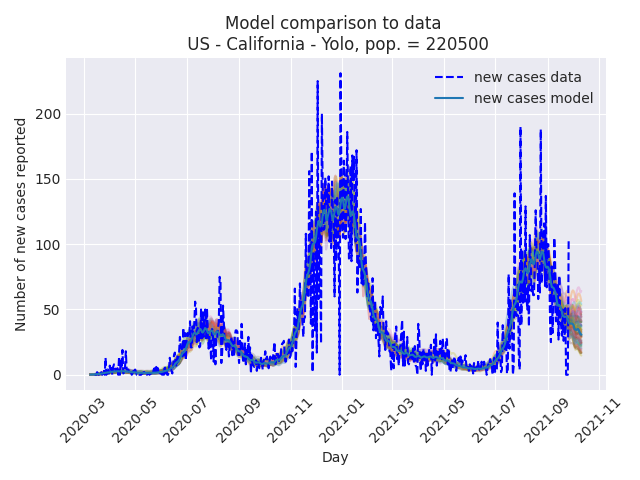 Model comparison to data
US - California - Yolo, pop. = 220500
new cases data
new cases model
Number of new cases reported
200
150
100
50
0
2020-03
2020-05
2020-07
2020-09
2020-11
2021-01
2021-03
2021-05
2021-07
2021-09
2021-11
Day